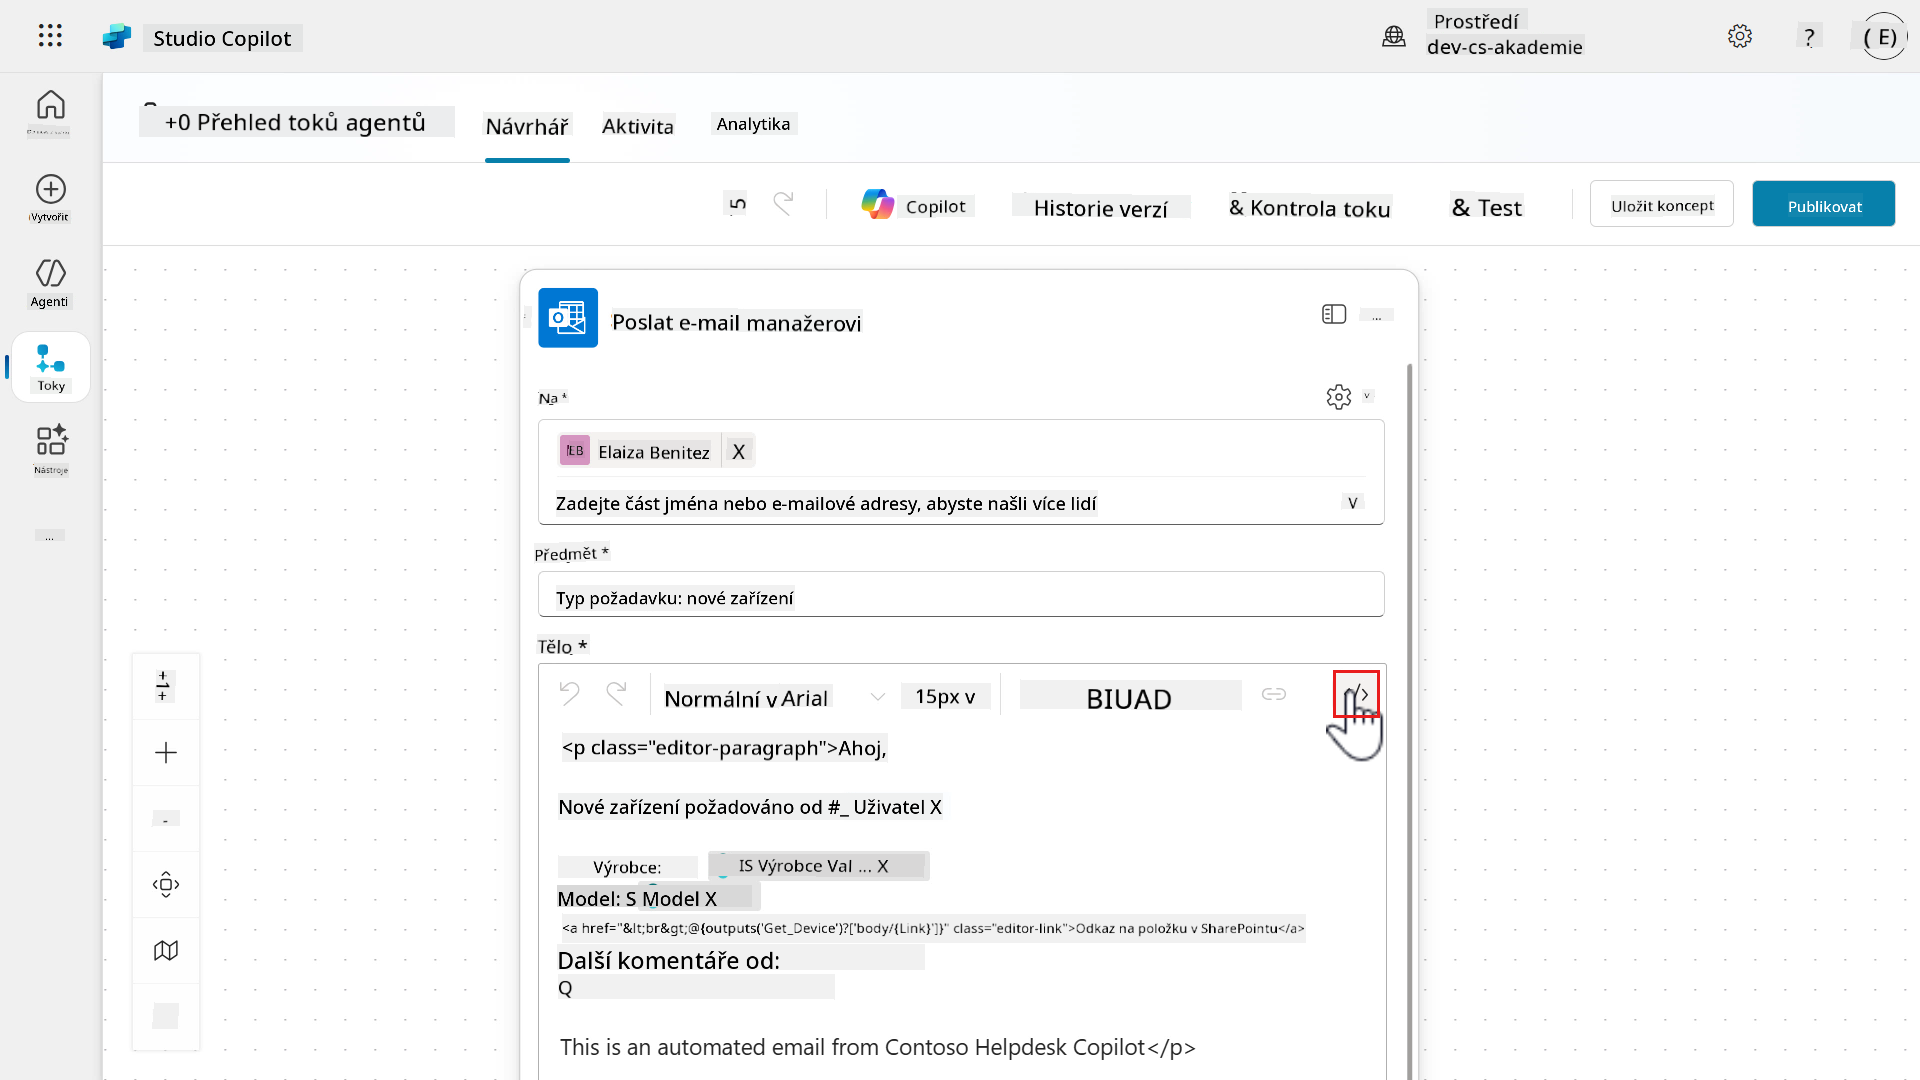 Studio Copilot
Prostředí
dev-cs-akademie
?
( E)
+0 Přehled toků agentů
Návrhář
Aktivita
Analytika
Copilot
Historie verzí
& Kontrola toku
& Test
Uložit koncept
Publikovat
Vytvořit
Agenti
Toky
Nástroje
...
Poslat e-mail manažerovi
...
Na *
EB Elaiza Benitez X
Zadejte část jména nebo e-mailové adresy, abyste našli více lidí V
Předmět *
Typ požadavku: nové zařízení
Tělo *
Normální v Arial 15px v BIUAD
<p class="editor-paragraph">Ahoj,
Nové zařízení požadováno od #_ Uživatel X
Výrobce: IS Výrobce Val ... X
Model: S Model X
<a href="&lt;br&gt;@{outputs('Get_Device')?['body/{Link}']}" class="editor-link">Odkaz na položku v SharePointu</a>
Další komentáře od:
Q
This is an automated email from Contoso Helpdesk Copilot</p>